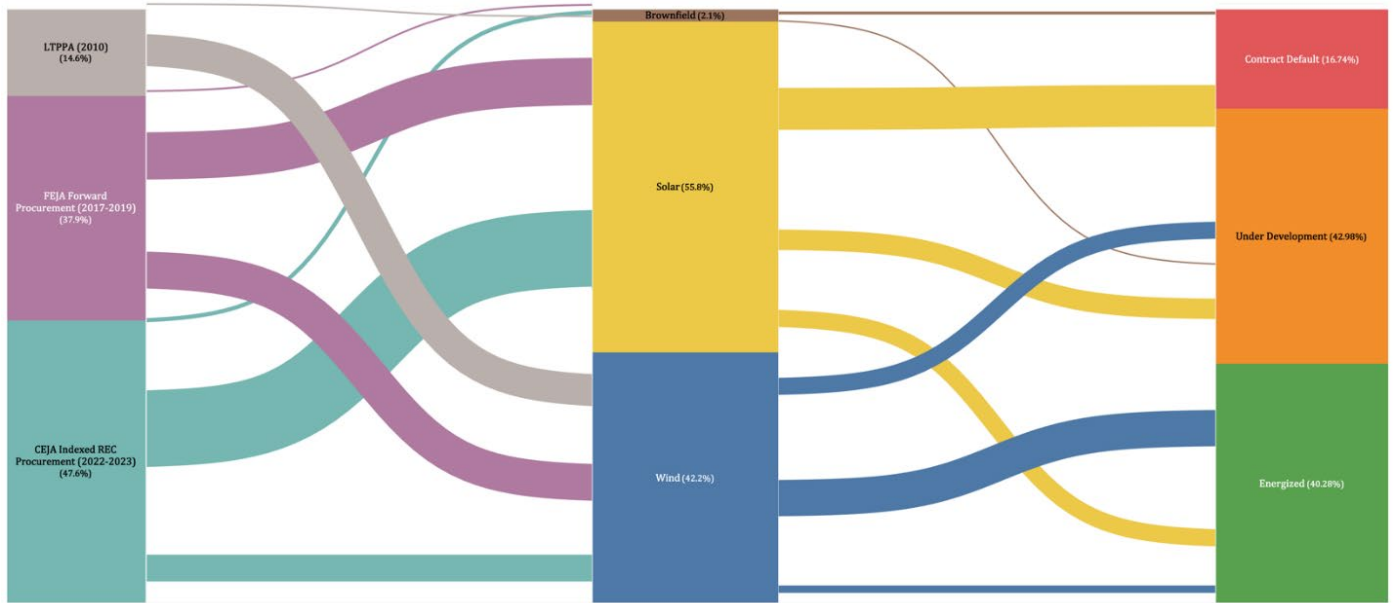 LTPPA (2010)
(14.6%)
FEJA Forward
Procurement (2017-2019)
(37.9%)
CEJA Indexed REC
Procurement (2022-2023)
(47.6%)
Brownfield (2.1%)
Solar (55.8%)
Wind (42.2%)
Contract Default (16.74%)
Under Development (42.98%)
Energized (40.28%)